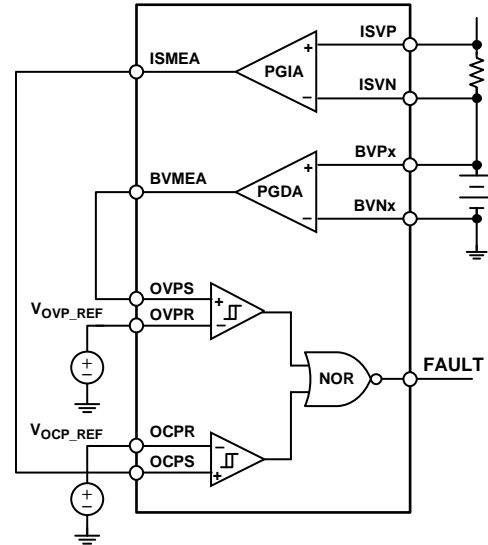 ISVP
ISMEA
+
PGIA
ISVN
−
BVPx
BVMEA
+
PGDA
BVNx
−
OVPS
+
VOVP_REF
OVPR
−
+
−
FAULT
NOR
VOCP_REF
OCPR
−
OCPS
+
+
−